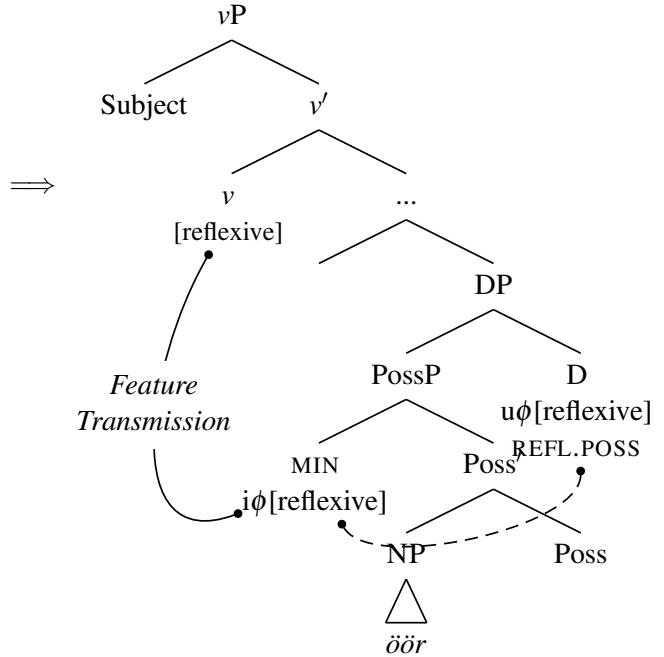 vP
Subject v′
⟹ v ...
[reflexive]
DP
PossP D
Feature uϕ[reflexive]
Transmission
MIN Poss′ REFL.POSS
iϕ[reflexive]
NP Poss
öör